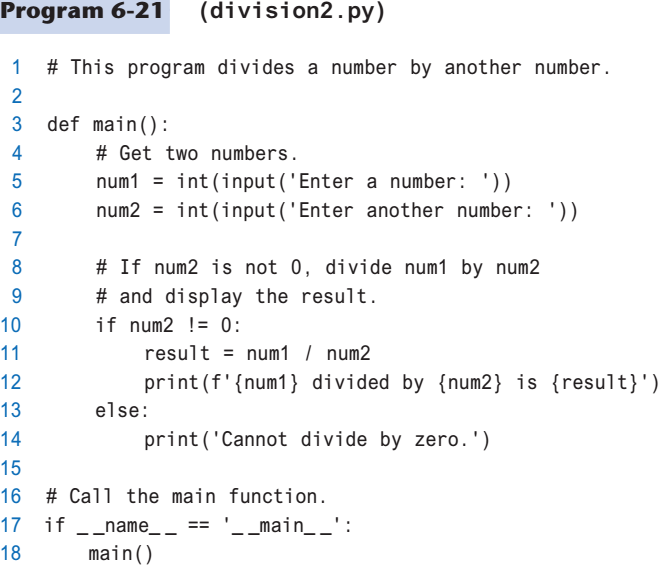 Program 6-21 (division2.py)
1 # This program divides a number by another number.
2
3 def main():
4     # Get two numbers.
5     num1 = int(input('Enter a number: '))
6     num2 = int(input('Enter another number: '))
7
8     # If num2 is not 0, divide num1 by num2
9     # and display the result.
10     if num2 != 0:
11         result = num1 / num2
12         print(f'{num1} divided by {num2} is {result}')
13     else:
14         print('Cannot divide by zero.')
15
16 # Call the main function.
17 if _ _name_ _ == '_ _main_ _':
18     main()